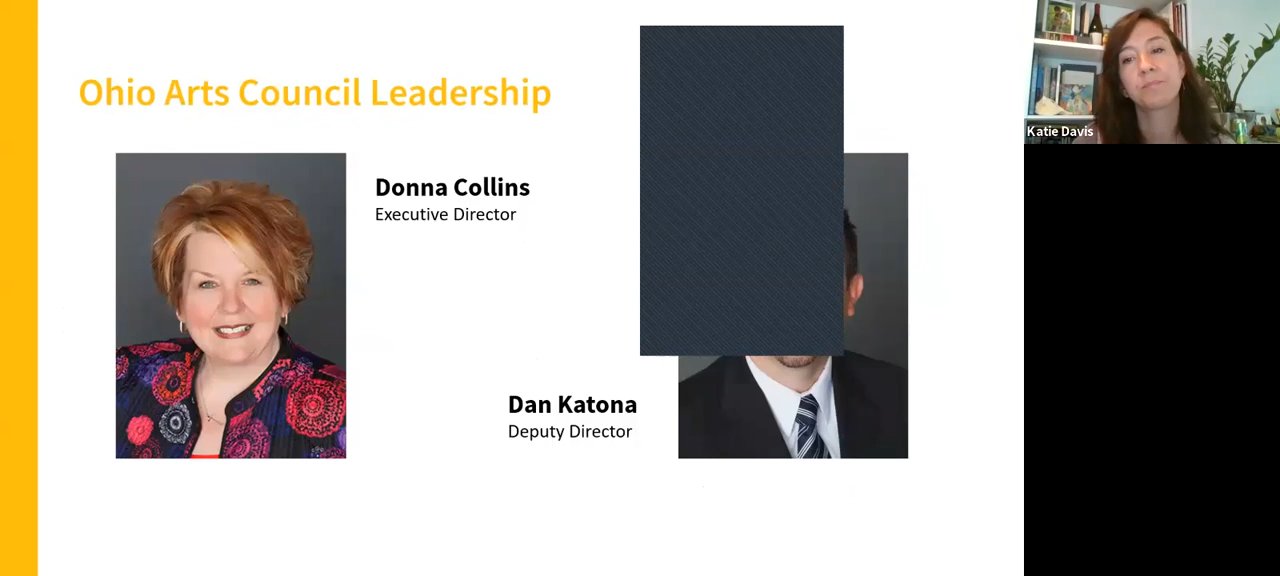 Ohio Arts Council Leadership
Katie Davis
Donna Collins
Executive Director
Dan Katona
Deputy Director